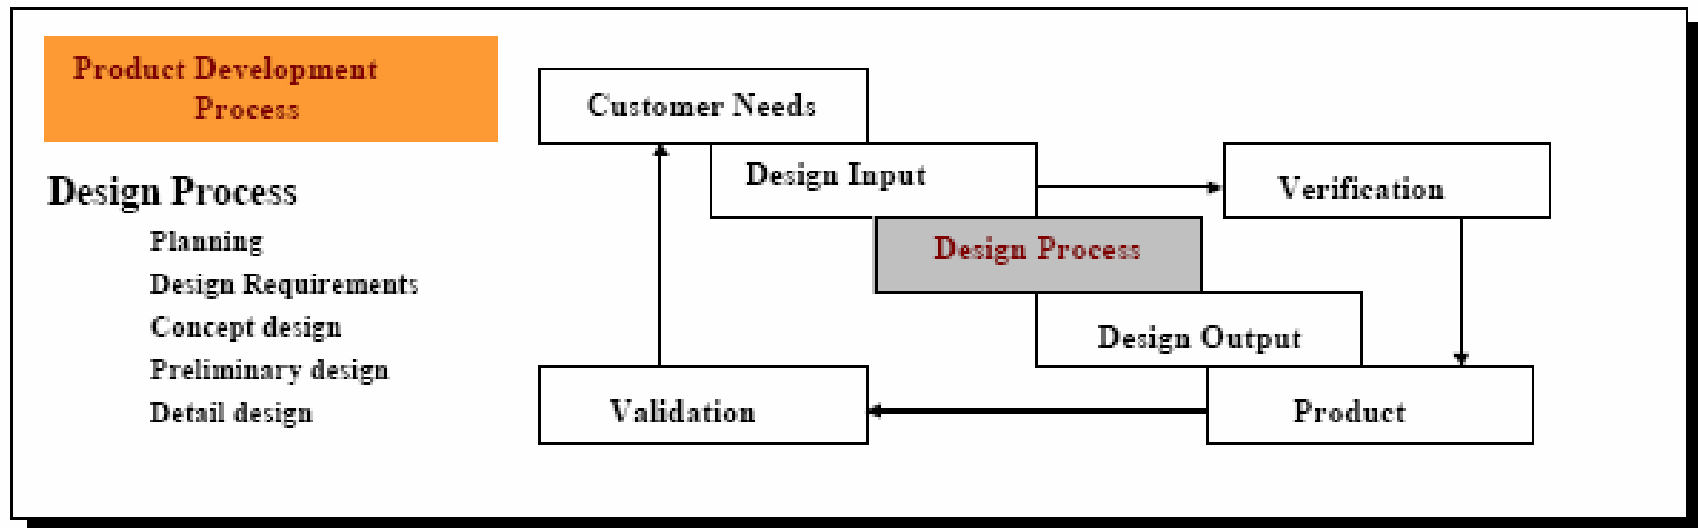 Product Development
Process
Design Process
Planning
Design Requirements
Concept design
Preliminary design
Detail design
Customer Needs
Design Input
Verification
Design Process
Design Output
Validation
Product